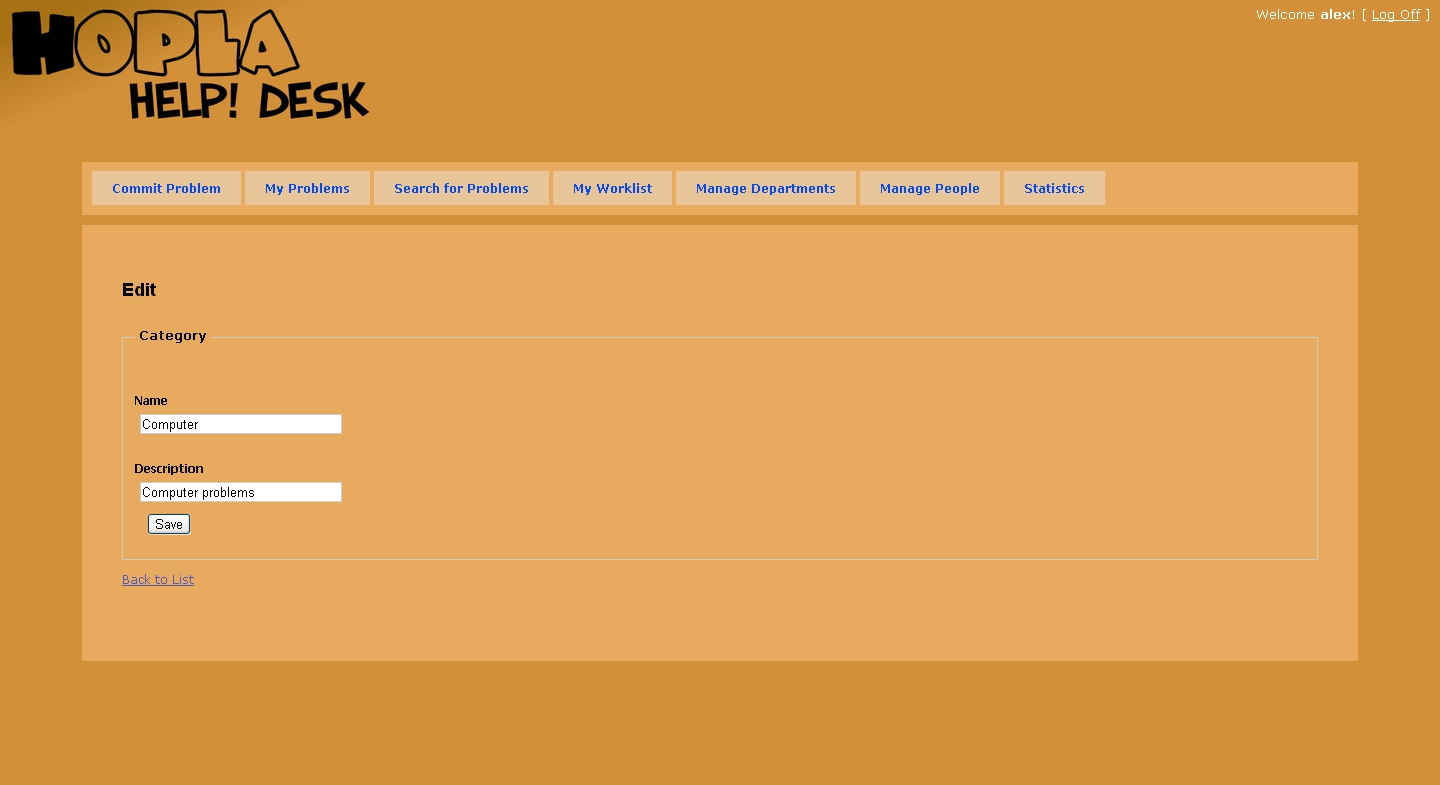 HOPLA
HELP! DESK
Welcome alex! [ Log Off ]
Commit Problem My Problems Search for Problems My Worklist Manage Departments Manage People Statistics
Edit
Category
Name
Computer
Description
Computer problems
Save
Back to List